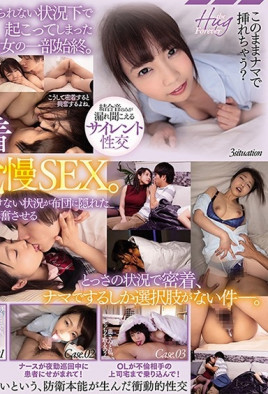 このままナマで
挿れちゃう?
Hug
られない状況下で
起こってしまった
女の一部始終。
こうして密着すると
興奮するよね。
結合音のみが
漏れ聞こえる
サイレント性交
3situation
着
慢SEX。
けない状況が布団に隠れた
奮させる
とっさの状況で密着、
ナマでするしか選択肢がない件―。
ナースが夜勤巡回中に
患者にせがまれて!
Case.03
OLが不倫相手の
上司宅まで乗り込んで!
いという、防衛本能が生んだ衝動的性交